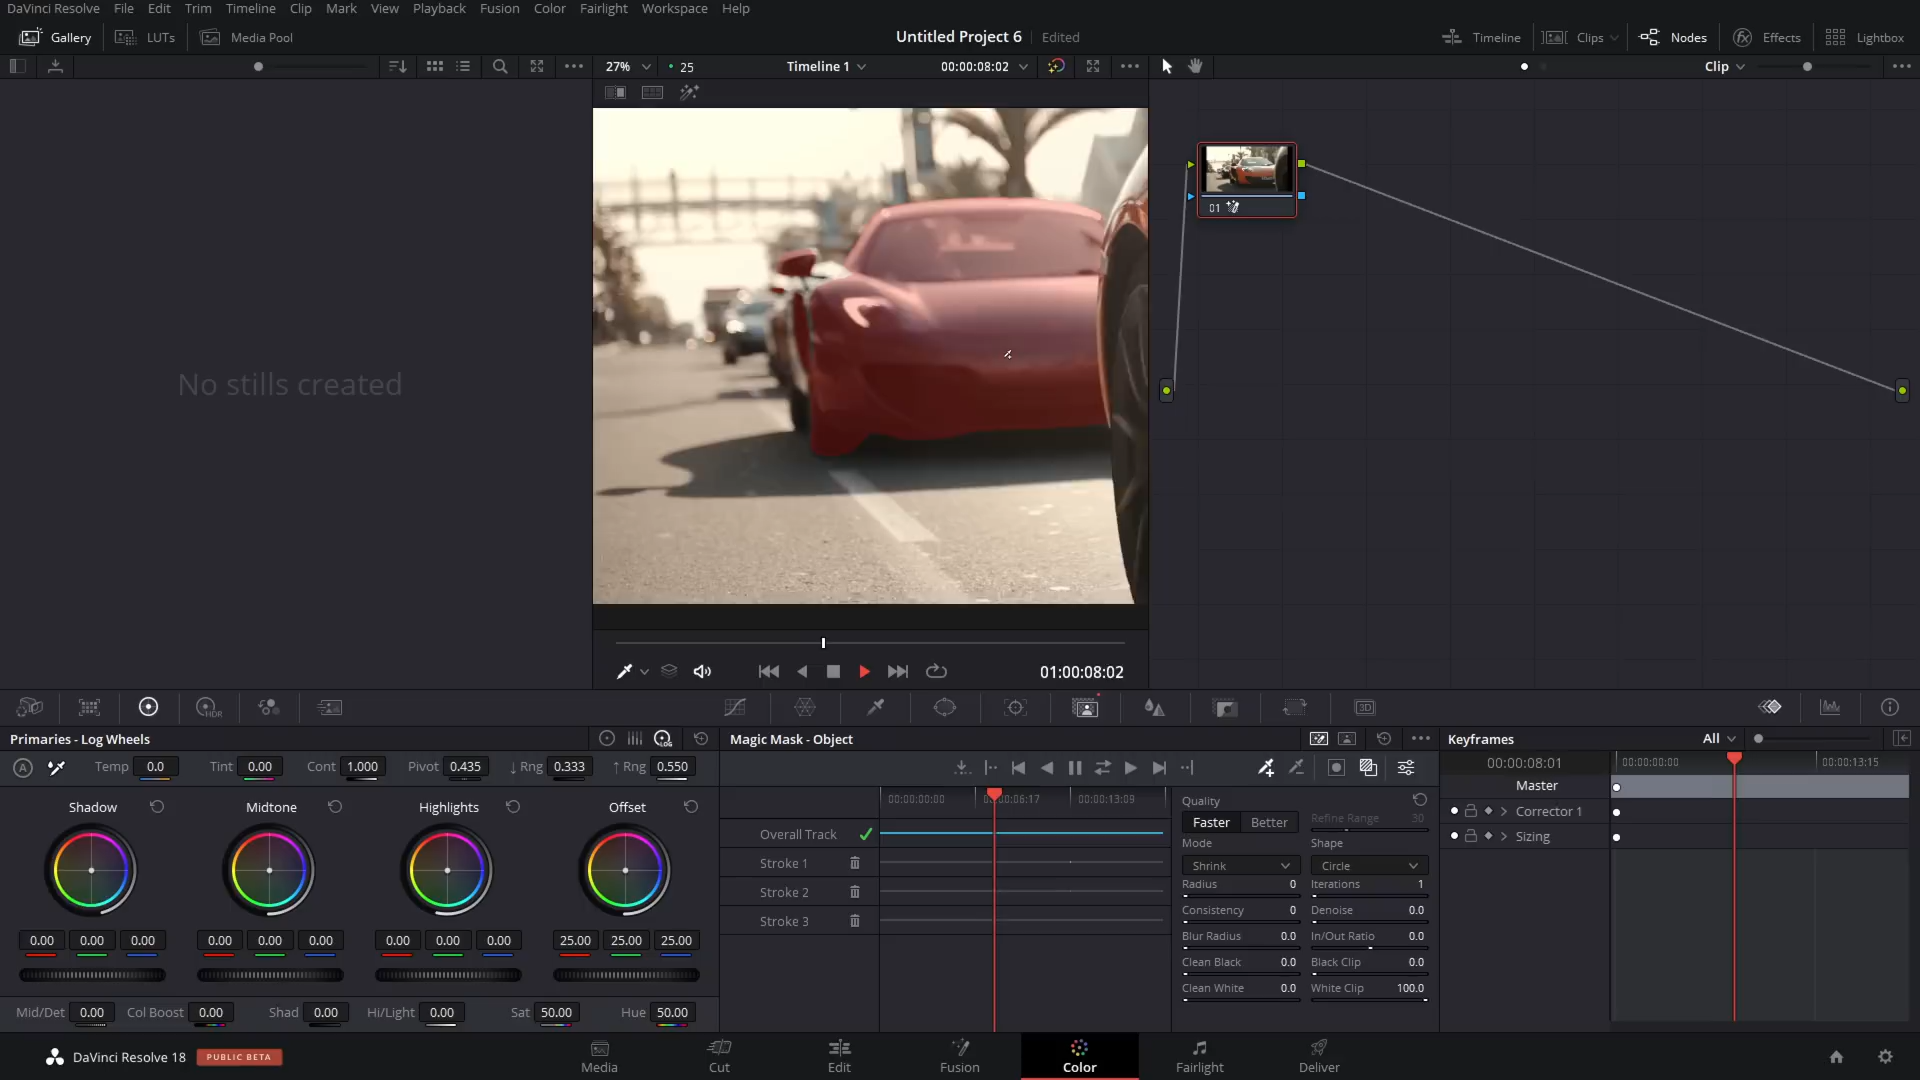 DaVinci Resolve File Edit Trim Timeline Clip Mark View Playback Fusion Color Fairlight Workspace Help
Gallery LUTs Media Pool Untitled Project 6 Edited Timeline Clips Nodes fx Effects Lightbox
27% 25 Timeline 1 00:00:08:02 Clip
No stills created
01
01:00:08:02
HDR 3D
Primaries - Log Wheels LOG
A Temp 0.0 Tint 0.00 Cont 1.000 Pivot 0.435 ↓ Rng 0.333 ↑ Rng 0.550
Shadow Midtone Highlights Offset
0.00 0.00 0.00 0.00 0.00 0.00 0.00 0.00 0.00 25.00 25.00 25.00
Mid/Det 0.00 Col Boost 0.00 Shad 0.00 Hi/Light 0.00 Sat 50.00 Hue 50.00
Magic Mask - Object
00:00:00:00 00:00:06:17 00:00:13:09
Overall Track
Stroke 1
Stroke 2
Stroke 3
Quality
Faster Better Refine Range 30
Mode Shape
Shrink Circle
Radius 0 Iterations 1
Consistency 0 Denoise 0.0
Blur Radius 0.0 In/Out Ratio 0.0
Clean Black 0.0 Black Clip 0.0
Clean White 0.0 White Clip 100.0
Keyframes All
00:00:08:01 00:00:00:00 00:00:13:15
Master
Corrector 1
Sizing
DaVinci Resolve 18 PUBLIC BETA
Media Cut Edit Fusion Color Fairlight Deliver